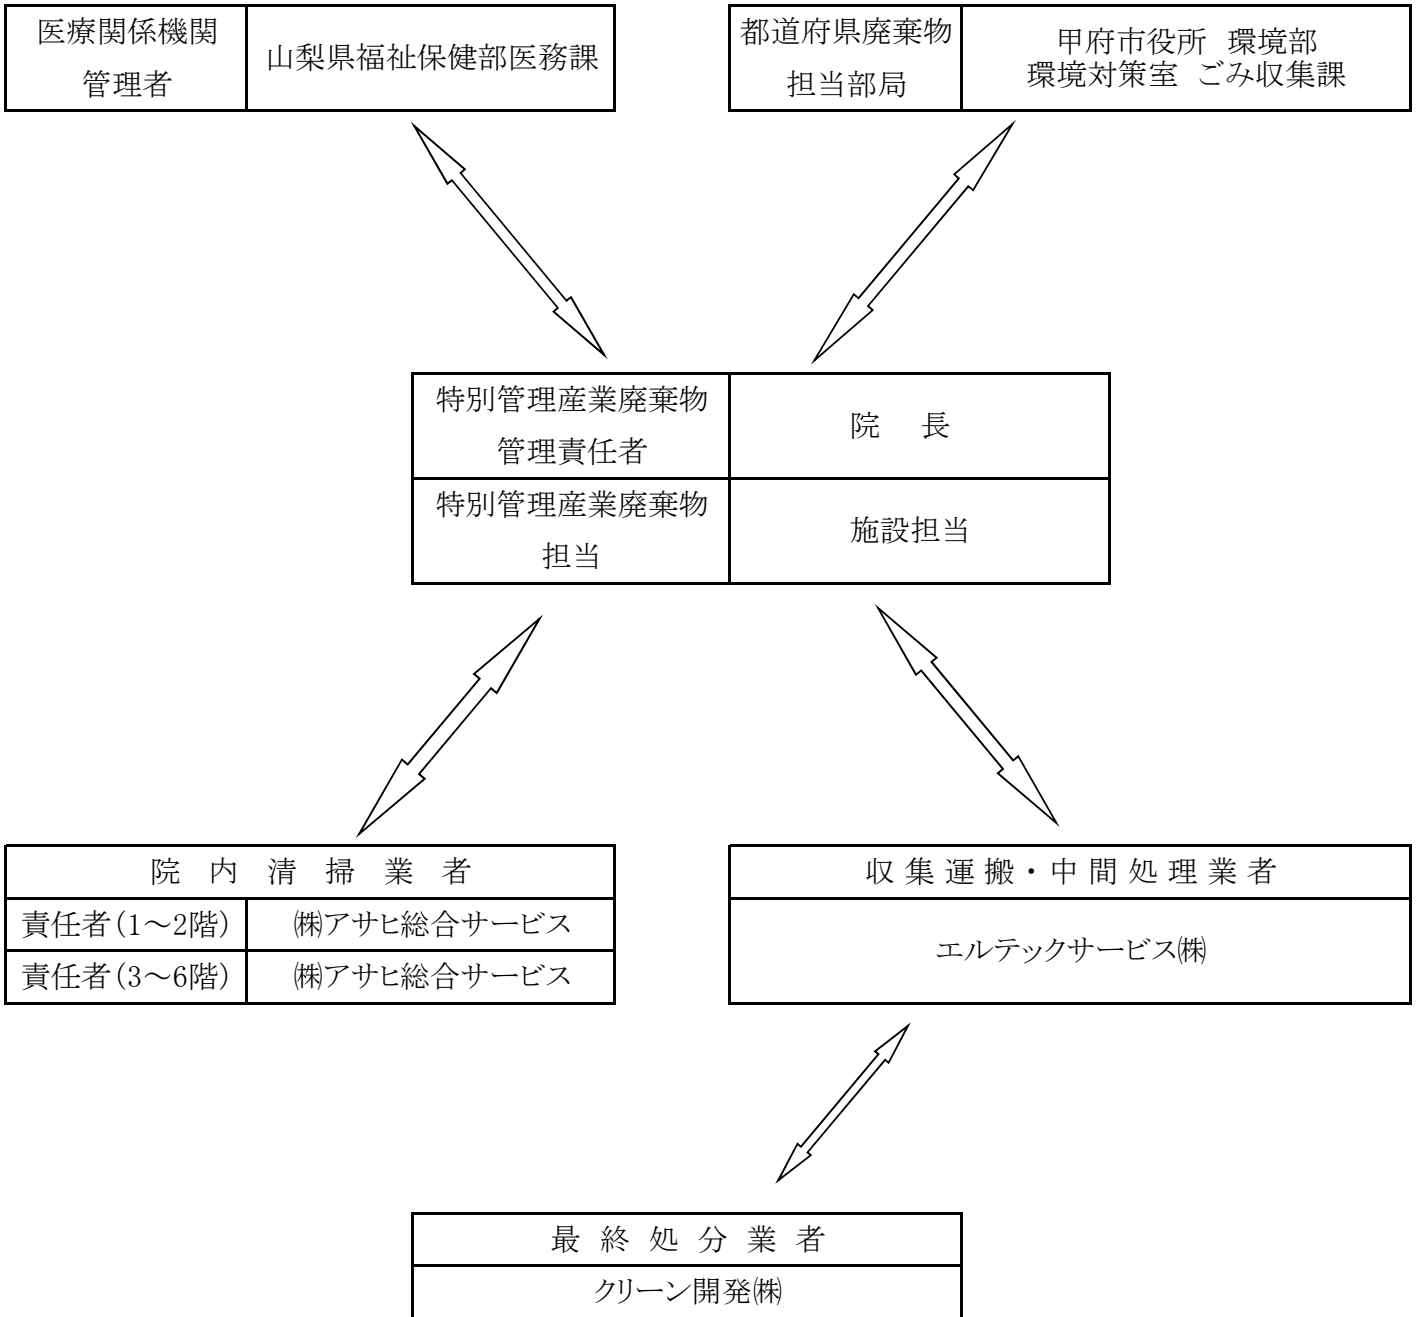 医療関係機関
管理者
山梨県福祉保健部医務課
都道府県廃棄物
担当部局
甲府市役所 環境部
環境対策室 ごみ収集課
特別管理産業廃棄物
管理責任者
院 長
特別管理産業廃棄物
担当
施設担当
院内清掃業者
責任者(1～2階)
㈱アサヒ総合サービス
責任者(3～6階)
㈱アサヒ総合サービス
収集運搬・中間処理業者
エルテックサービス㈱
最終処分業者
クリーン開発㈱